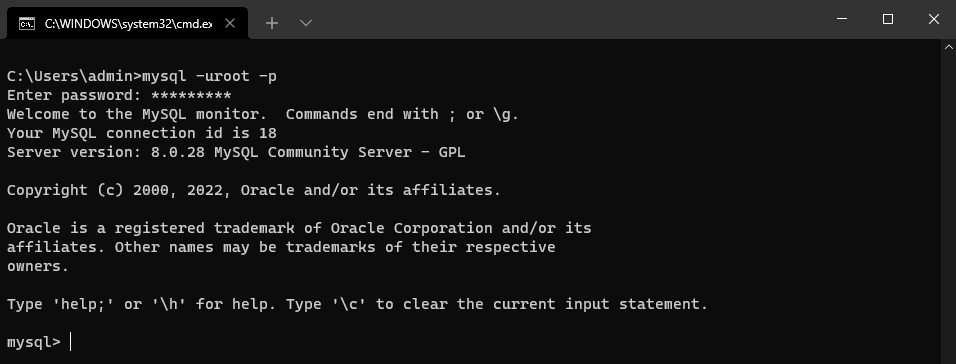 C:\WINDOWS\system32\cmd.ex
C:\Users\admin>mysql -uroot -p
Enter password: *********
Welcome to the MySQL monitor.  Commands end with ; or \g.
Your MySQL connection id is 18
Server version: 8.0.28 MySQL Community Server - GPL
Copyright (c) 2000, 2022, Oracle and/or its affiliates.
Oracle is a registered trademark of Oracle Corporation and/or its
affiliates. Other names may be trademarks of their respective
owners.
Type 'help;' or '\h' for help. Type '\c' to clear the current input statement.
mysql>